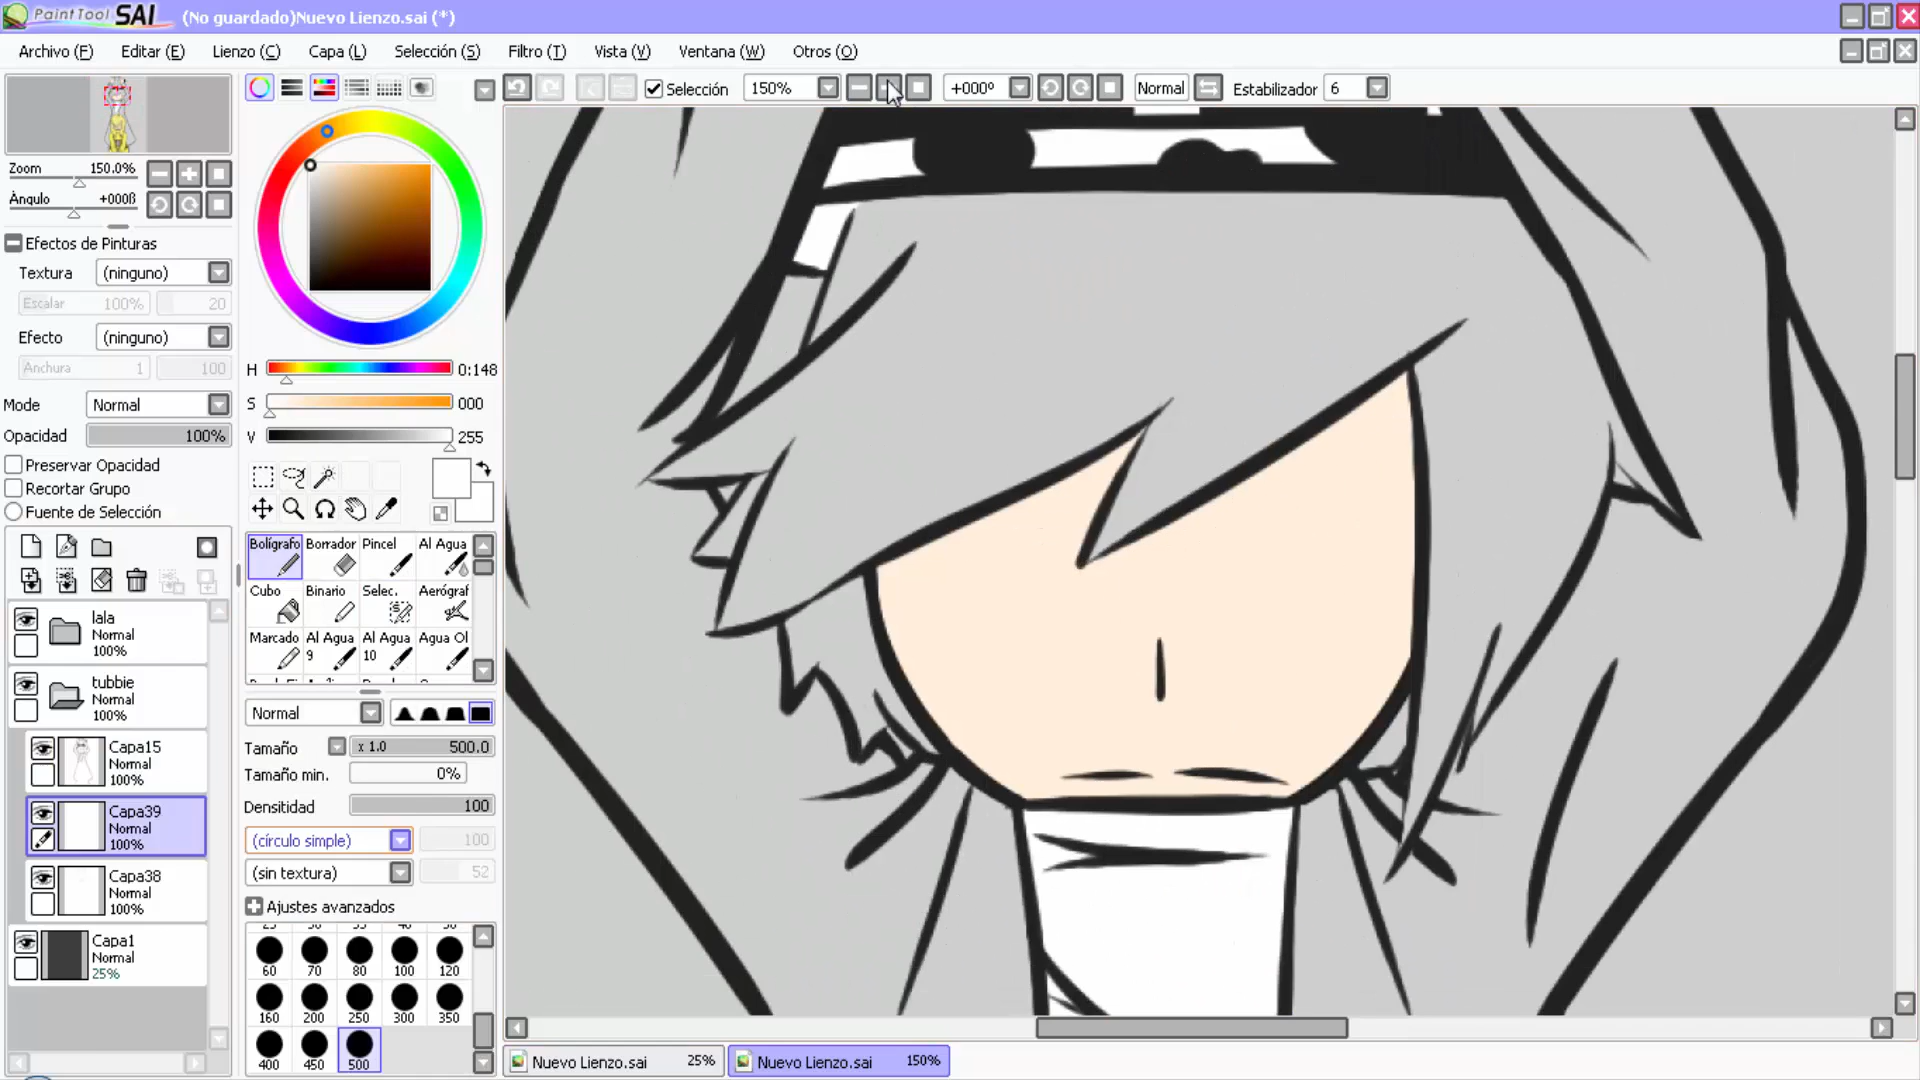 PaintTool SAI (No guardado)Nuevo Lienzo.sai (*)
Archivo (F) Editar (E) Lienzo (C) Capa (L) Selección (S) Filtro (T) Vista (V) Ventana (W) Otros (O)
Selección 150% +000º Normal Estabilizador 6
Zoom 150.0%
Àngulo +000ß
Efectos de Pinturas
Textura (ninguno)
Escalar 100% 20
Efecto (ninguno)
Anchura 1 100
Mode Normal
Opacidad 100%
Preservar Opacidad
Recortar Grupo
Fuente de Selección
lala
Normal
100%
tubbie
Normal
100%
Capa15
Normal
100%
Capa39
Normal
100%
Capa38
Normal
100%
Capa1
Normal
25%
H 0:148
S 000
V 255
Bolígrafo Borrador Pincel Al Agua
Cubo Binario Selec. Aerógraf
Marcado Al Agua 9 Al Agua 10 Agua Ol
Normal
Tamaño x 1.0 500.0
Tamaño min. 0%
Densitidad 100
(círculo simple) 100
(sin textura) 52
Ajustes avanzados
60 70 80 100 120
160 200 250 300 350
400 450 500
Nuevo Lienzo.sai 25% Nuevo Lienzo.sai 150%